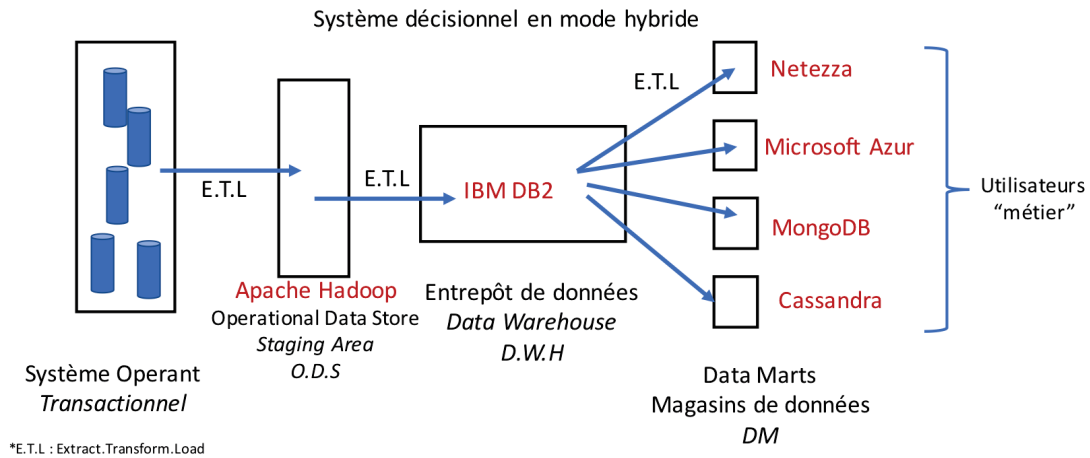 Système décisionnel en mode hybride
E.T.L
E.T.L
E.T.L
IBM DB2
Netezza
Microsoft Azur
MongoDB
Cassandra
Utilisateurs
“métier”
Apache Hadoop
Operational Data Store
Staging Area
O.D.S
Entrepôt de données
Data Warehouse
D.W.H
Système Operant
Transactionnel
Data Marts
Magasins de données
DM
*E.T.L : Extract.Transform.Load